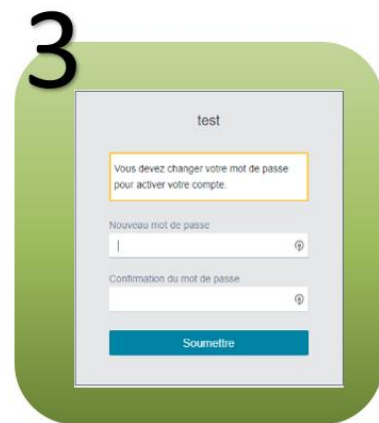 3
test
Vous devez changer votre mot de passe
pour activer votre compte.
Nouveau mot de passe
Confirmation du mot de passe
Soumettre